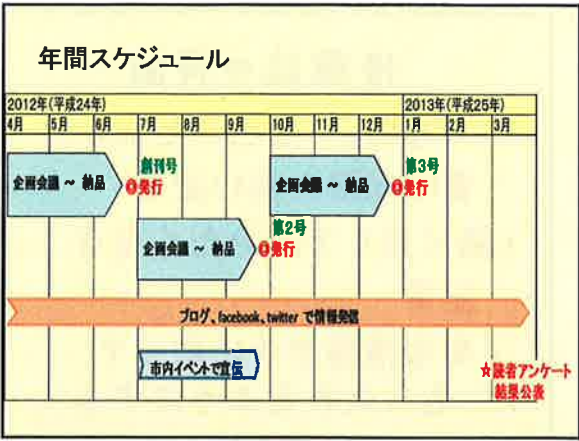 年間スケジュール
2012年(平成24年) 2013年(平成25年)
4月 5月 6月 7月 8月 9月 10月 11月 12月 1月 2月 3月
企画会議 ~ 納品
創刊号
❶発行
企画会議 ~ 納品
第3号
❶発行
企画会議 ~ 納品
第2号
❶発行
ブログ、facebook、twitter で情報発信
市内イベントで宣伝
☆読者アンケート
結果公表